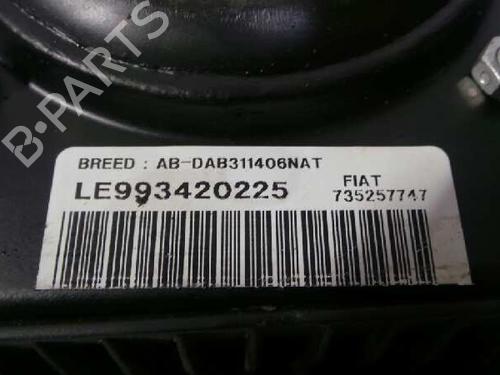 B-PARTS
BREED : AB-DAB311406NAT
LE993420225
FIAT
735257747